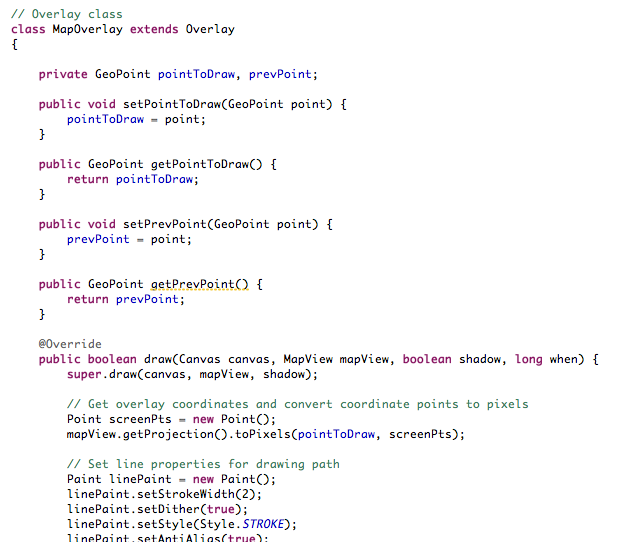 // Overlay class
class MapOverlay extends Overlay
{
private GeoPoint pointToDraw, prevPoint;
public void setPointToDraw(GeoPoint point) {
pointToDraw = point;
}
public GeoPoint getPointToDraw() {
return pointToDraw;
}
public void setPrevPoint(GeoPoint point) {
prevPoint = point;
}
public GeoPoint getPrevPoint() {
return prevPoint;
}
@Override
public boolean draw(Canvas canvas, MapView mapView, boolean shadow, long when) {
super.draw(canvas, mapView, shadow);
// Get overlay coordinates and convert coordinate points to pixels
Point screenPts = new Point();
mapView.getProjection().toPixels(pointToDraw, screenPts);
// Set line properties for drawing path
Paint linePaint = new Paint();
linePaint.setStrokeWidth(2);
linePaint.setDither(true);
linePaint.setStyle(Style.STROKE);
linePaint.setAntiAlias(true);